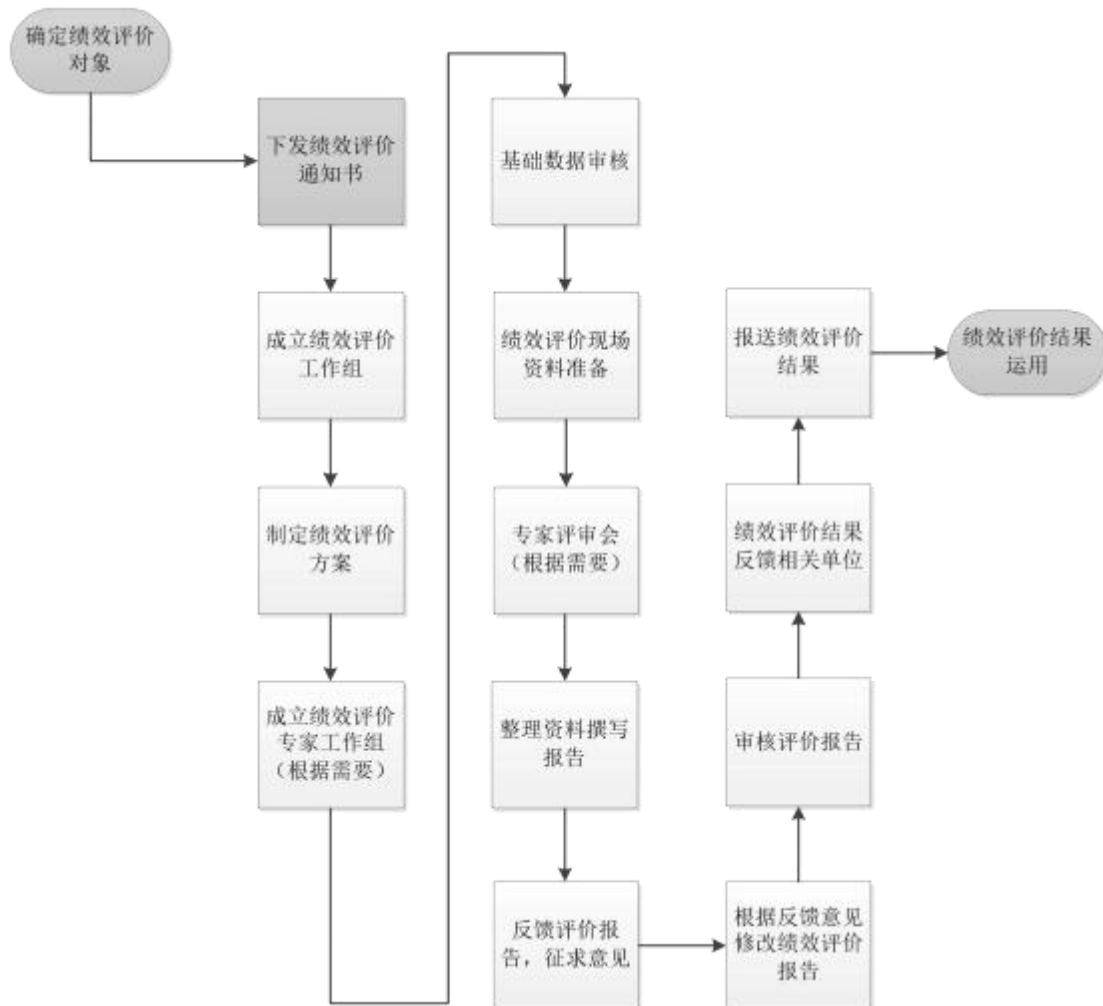 确定绩效评价
对象
下发绩效评价
通知书
成立绩效评价
工作组
制定绩效评价
方案
成立绩效评价
专家工作组
（根据需要）
基础数据审核
绩效评价现场
资料准备
专家评审会
（根据需要）
整理资料撰写
报告
反馈评价报
告，征求意见
根据反馈意见
修改绩效评价
报告
审核评价报告
绩效评价结果
反馈相关单位
报送绩效评价
结果
绩效评价结果
运用